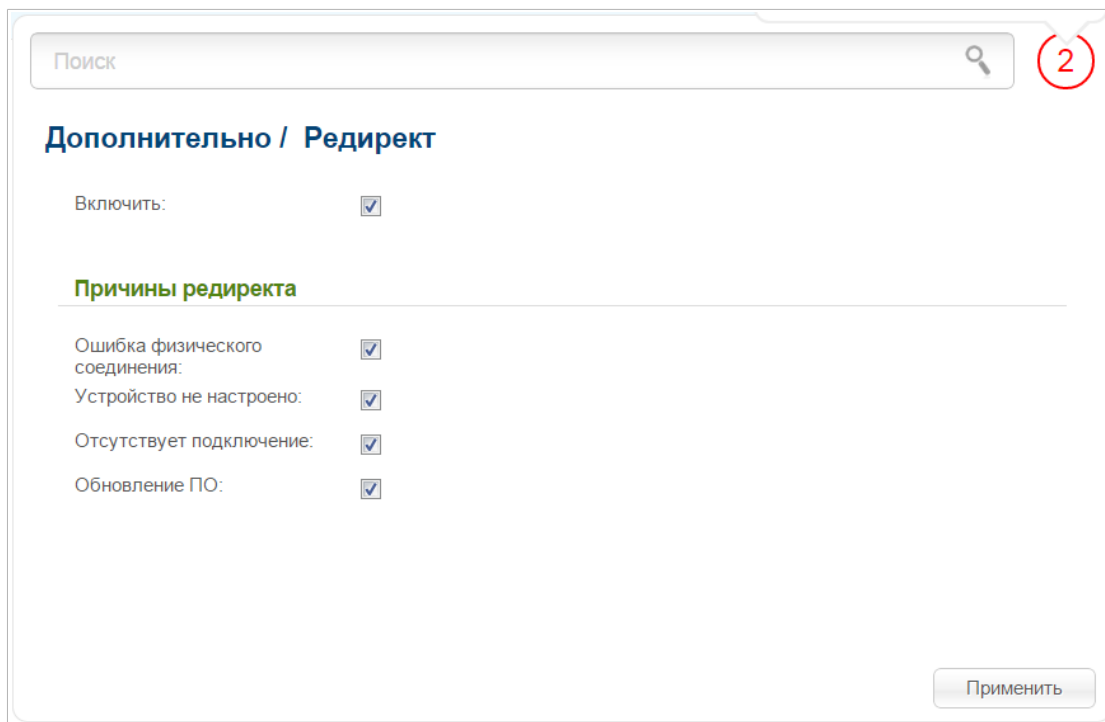 Поиск
2
Дополнительно / Редирект
Включить:
Причины редиректа
Ошибка физического
соединения:
Устройство не настроено:
Отсутствует подключение:
Обновление ПО:
Применить